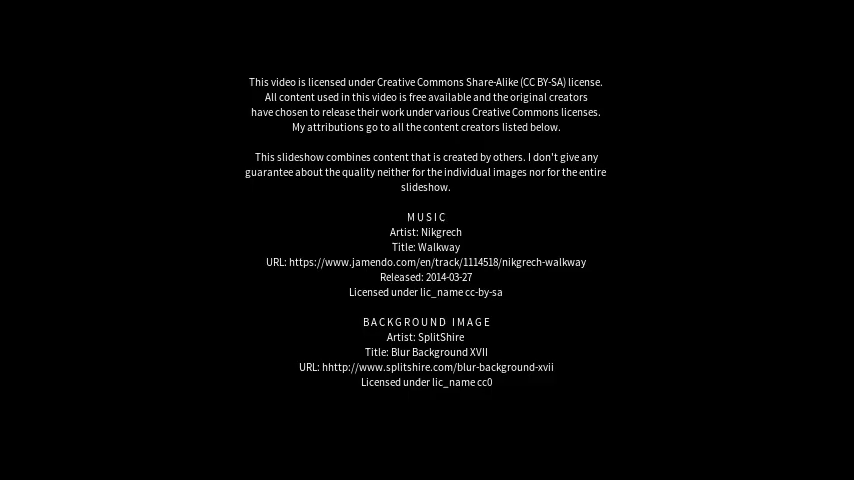 This video is licensed under Creative Commons Share-Alike (CC BY-SA) license.
All content used in this video is free available and the original creators
have chosen to release their work under various Creative Commons licenses.
My attributions go to all the content creators listed below.
This slideshow combines content that is created by others. I don't give any
guarantee about the quality neither for the individual images nor for the entire
slideshow.
MUSIC
Artist: Nikgrech
Title: Walkway
URL: https://www.jamendo.com/en/track/1114518/nikgrech-walkway
Released: 2014-03-27
Licensed under lic_name cc-by-sa
BACKGROUND IMAGE
Artist: SplitShire
Title: Blur Background XVII
URL: hhttp://www.splitshire.com/blur-background-xvii
Licensed under lic_name cc0